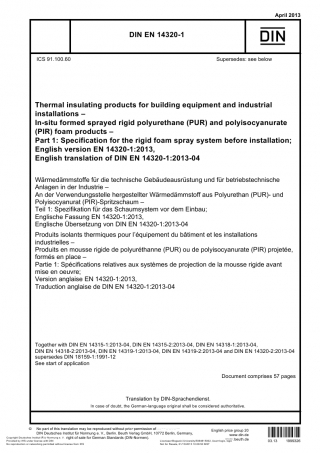 April 2013
DIN EN 14320-1
DIN
ICS 91.100.60
Supersedes: see below
Thermal insulating products for building equipment and industrial
installations –
In-situ formed sprayed rigid polyurethane (PUR) and polyisocyanurate
(PIR) foam products –
Part 1: Specification for the rigid foam spray system before installation;
English version EN 14320-1:2013,
English translation of DIN EN 14320-1:2013-04
Wärmedämmstoffe für die technische Gebäudeausrüstung und für betriebstechnische
Anlagen in der Industrie –
An der Verwendungsstelle hergestellter Wärmedämmstoff aus Polyurethan (PUR)- und
Polyisocyanurat (PIR)-Spritzschaum –
Teil 1: Spezifikation für das Schaumsystem vor dem Einbau;
Englische Fassung EN 14320-1:2013,
Englische Übersetzung von DIN EN 14320-1:2013-04
Produits isolants thermiques pour l'équipement du bâtiment et les installations
industrielles –
Produits en mousse rigide de polyuréthanne (PUR) ou de polyisocyanurate (PIR) projetée,
formés en place –
Partie 1: Spécifications relatives aux systèmes de projection de la mousse rigide avant
mise en oeuvre;
Version anglaise EN 14320-1:2013,
Traduction anglaise de DIN EN 14320-1:2013-04
Together with DIN EN 14315-1:2013-04, DIN EN 14315-2:2013-04, DIN EN 14318-1:2013-04,
DIN EN 14318-2:2013-04, DIN EN 14319-1:2013-04, DIN EN 14319-2:2013-04 and DIN EN 14320-2:2013-04
supersedes DIN 18159-1:1991-12
See start of application
Document comprises 57 pages
Translation by DIN-Sprachendienst.
In case of doubt, the German-language original shall be considered authoritative.
No part of this translation may be reproduced without prior permission of
DIN Deutsches Institut für Normung e. V., Berlin. Beuth Verlag GmbH, 10772 Berlin, Germany,
English price group 20
www.din.de
www.beuth.de